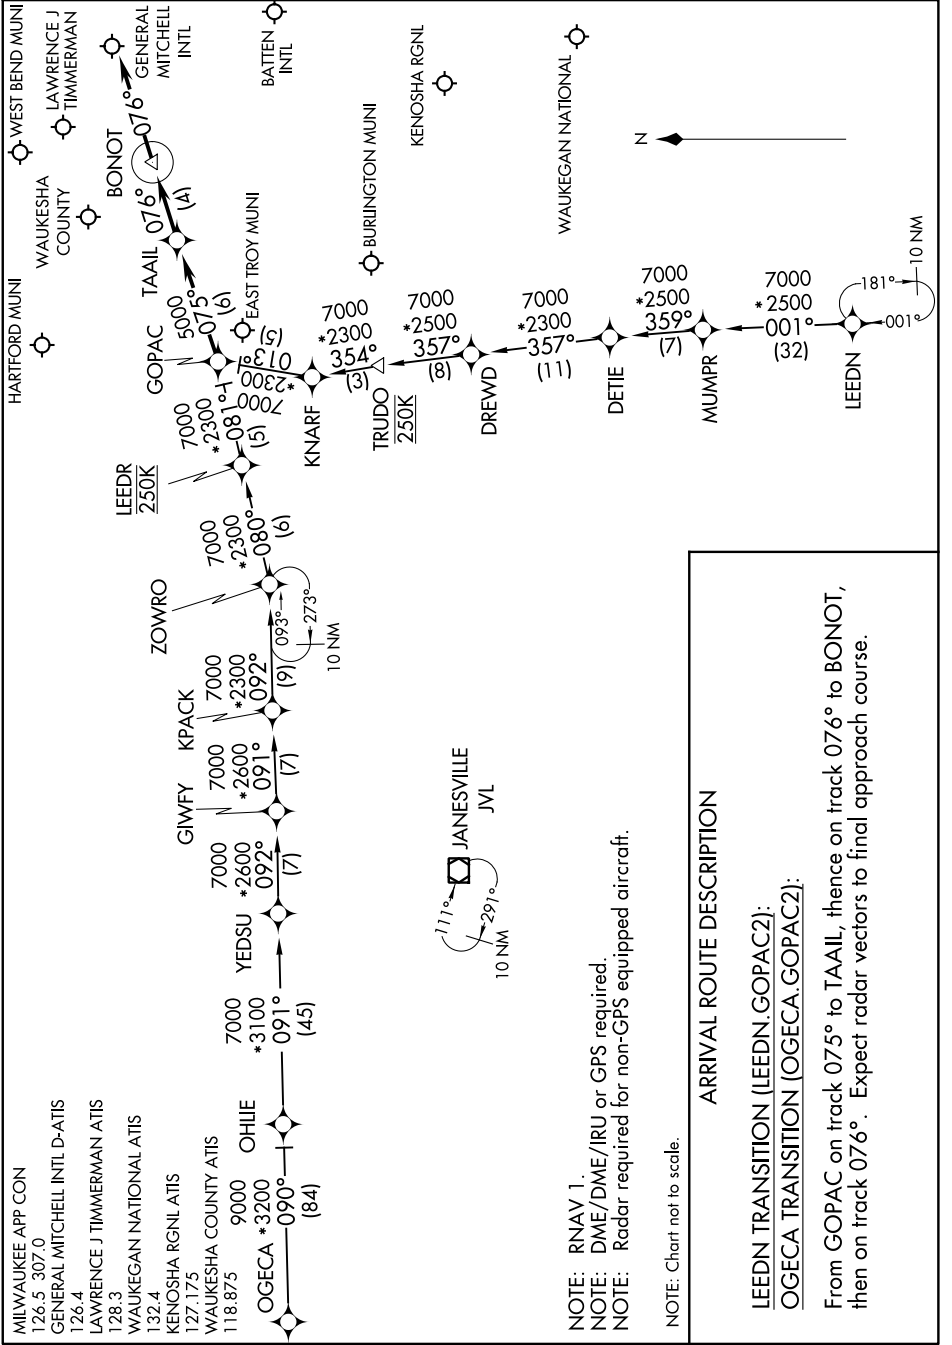 MILWAUKEE APP CON
126.5 307.0
GENERAL MITCHELL INTL D-ATIS
126.4
LAWRENCE J TIMMERMAN ATIS
128.3
WAUKEGAN NATIONAL ATIS
132.4
KENOSHA RGNL ATIS
127.175
WAUKESHA COUNTY ATIS
118.875
HARTFORD MUNI
WEST BEND MUNI
WAUKESHA
COUNTY
LAWRENCE J
TIMMERMAN
GENERAL
MITCHELL
INTL
BATTEN
INTL
EAST TROY MUNI
BURLINGTON MUNI
KENOSHA RGNL
WAUKEGAN NATIONAL
N
OGECA
9000
*3200
090°
(84)
OHLIE
7000
*3100
091°
(45)
YEDSU
7000
*2600
092°
(7)
GIWFY
7000
*2600
091°
(7)
KPACK
7000
*2300
092°
(9)
ZOWRO
093°
273°
10 NM
7000
*2300
080°
(6)
LEEDR
250K
7000
*2300
081°
(5)
GOPAC
5000
075°
(6)
TAAIL
076°
(4)
BONOT
076°
7000
*2300
013°
(5)
KNARF
7000
*2300
354°
(3)
TRUDO
250K
7000
*2500
357°
(8)
DREWD
7000
*2300
357°
(11)
DETIE
7000
*2500
359°
(7)
MUMPR
7000
*2500
001°
(32)
LEEDN
181°
001°
10 NM
JANESVILLE
JVL
111°
291°
10 NM
NOTE: RNAV 1.
NOTE: DME/DME/IRU or GPS required.
NOTE: Radar required for non-GPS equipped aircraft.
NOTE: Chart not to scale.
ARRIVAL ROUTE DESCRIPTION
LEEDN TRANSITION (LEEDN.GOPAC2):
OGECA TRANSITION (OGECA.GOPAC2):
From GOPAC on track 075° to TAAIL, thence on track 076° to BONOT,
then on track 076°. Expect radar vectors to final approach course.